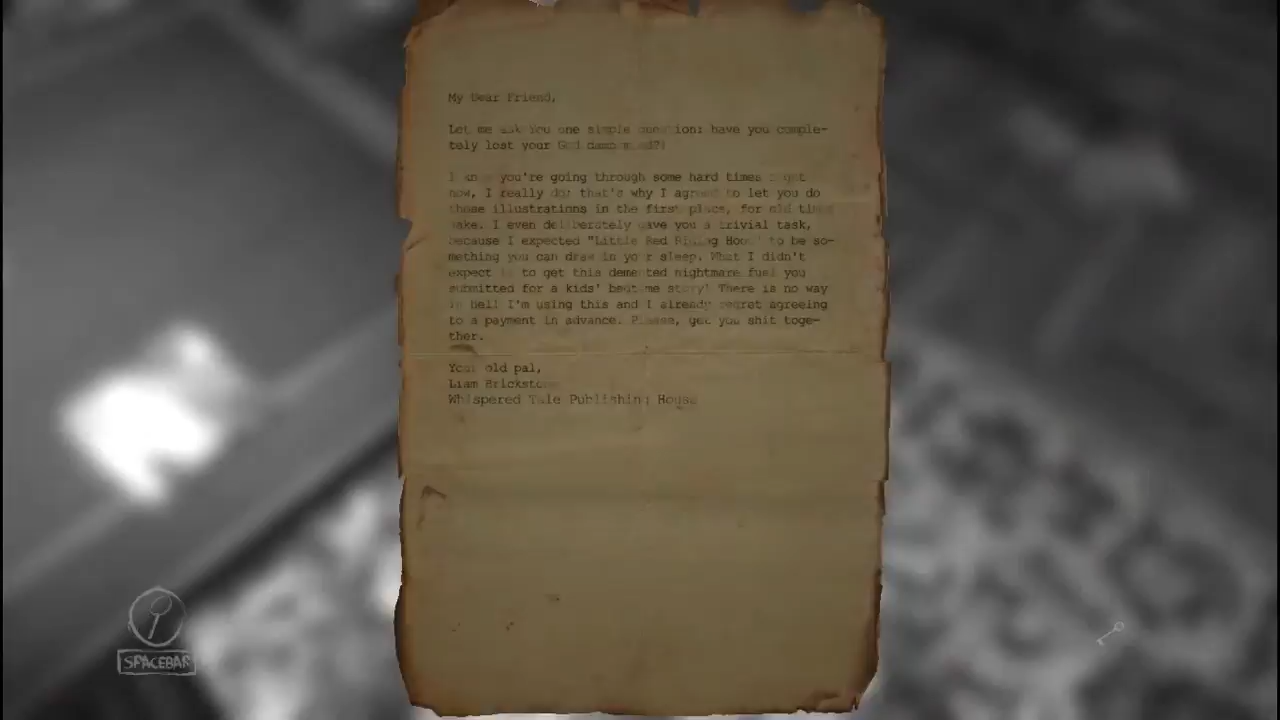 My Dear Friend,
Let me ask you one simple question: have you comple-
tely lost your God damn mind?!
I know you're going through some hard times right
now, I really do; that's why I agreed to let you do
those illustrations in the first place, for old times
sake. I even deliberately gave you a trivial task,
because I expected "Little Red Riding Hood" to be so-
mething you can draw in your sleep. What I didn't
expect is to get this demented nightmare fuel you
submitted for a kids' bedtime story! There is no way
in hell I'm using this and I already regret agreeing
to a payment in advance. Please, get you shit toge-
ther.
Your old pal,
Liam Brickstone
Whispered Tale Publishing House
SPACEBAR